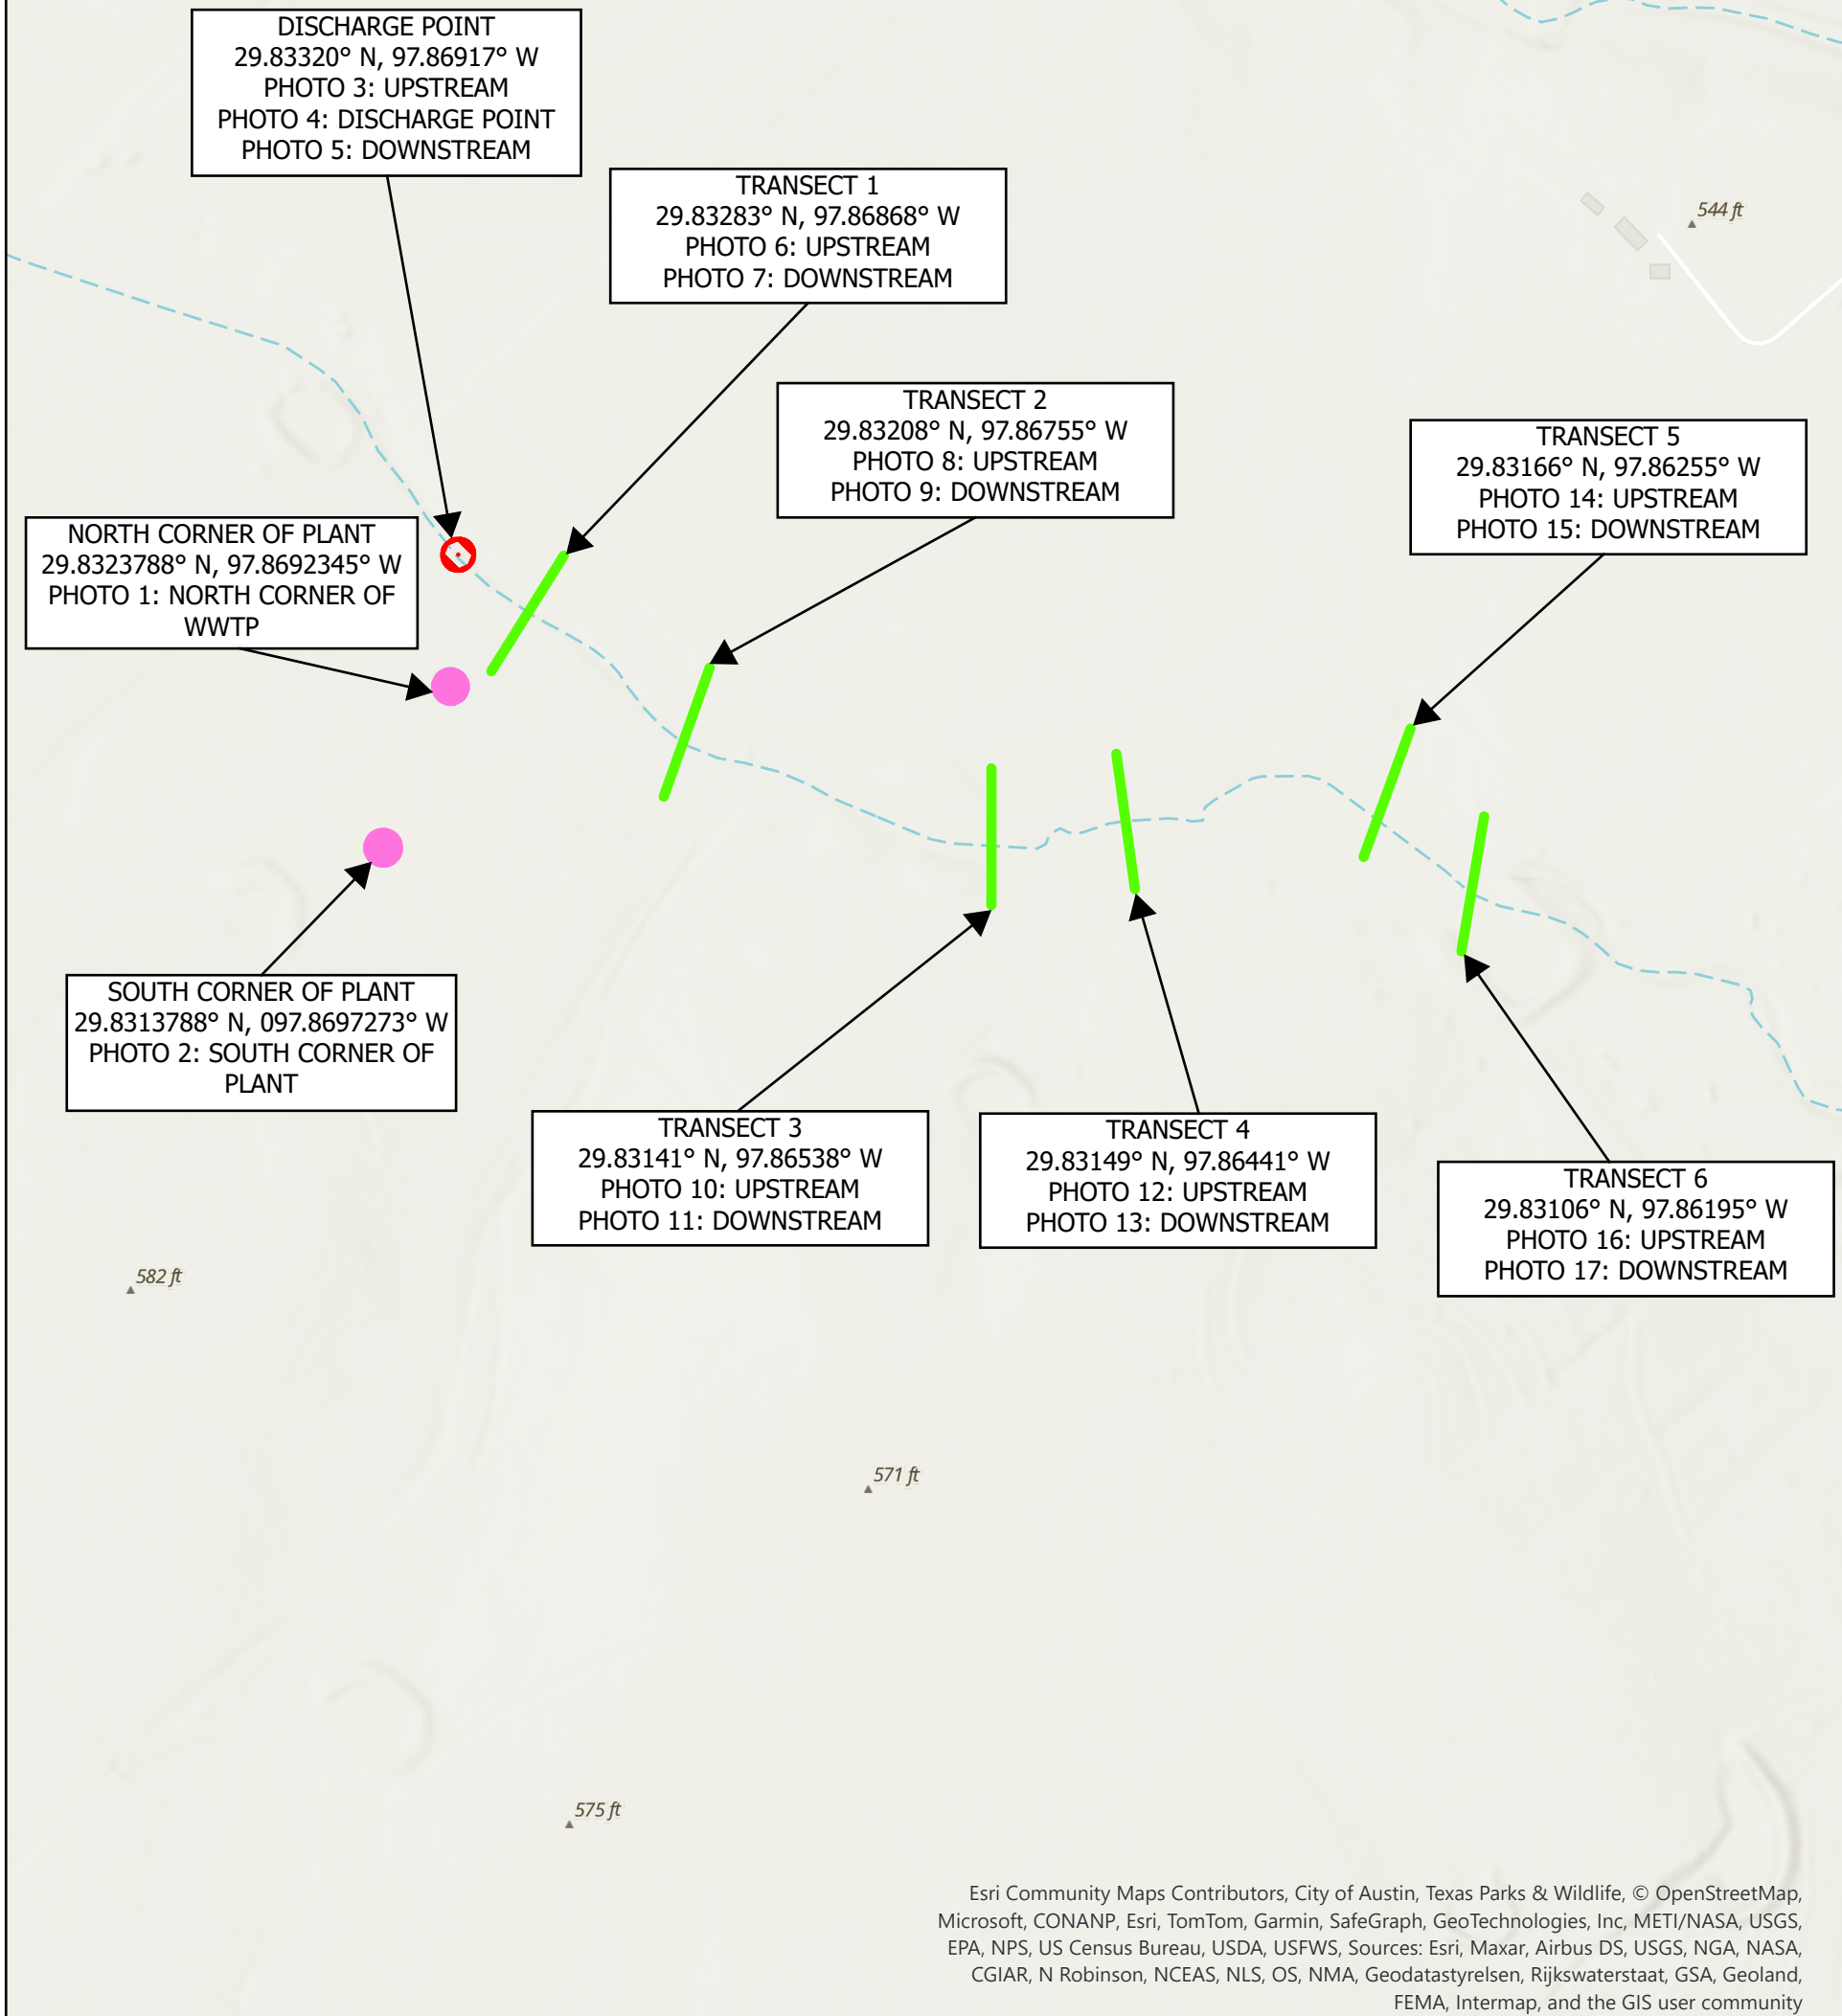 DISCHARGE POINT
29.83320° N, 97.86917° W
PHOTO 3: UPSTREAM
PHOTO 4: DISCHARGE POINT
PHOTO 5: DOWNSTREAM
TRANSECT 1
29.83283° N, 97.86868° W
PHOTO 6: UPSTREAM
PHOTO 7: DOWNSTREAM
544 ft
TRANSECT 2
29.83208° N, 97.86755° W
PHOTO 8: UPSTREAM
PHOTO 9: DOWNSTREAM
TRANSECT 5
29.83166° N, 97.86255° W
PHOTO 14: UPSTREAM
PHOTO 15: DOWNSTREAM
NORTH CORNER OF PLANT
29.8323788° N, 97.8692345° W
PHOTO 1: NORTH CORNER OF
WWTP
SOUTH CORNER OF PLANT
29.8313788° N, 097.8697273° W
PHOTO 2: SOUTH CORNER OF
PLANT
TRANSECT 3
29.83141° N, 97.86538° W
PHOTO 10: UPSTREAM
PHOTO 11: DOWNSTREAM
TRANSECT 4
29.83149° N, 97.86441° W
PHOTO 12: UPSTREAM
PHOTO 13: DOWNSTREAM
TRANSECT 6
29.83106° N, 97.86195° W
PHOTO 16: UPSTREAM
PHOTO 17: DOWNSTREAM
582 ft
571 ft
575 ft
Esri Community Maps Contributors, City of Austin, Texas Parks & Wildlife, © OpenStreetMap,
Microsoft, CONANP, Esri, TomTom, Garmin, SafeGraph, GeoTechnologies, Inc, METI/NASA, USGS,
EPA, NPS, US Census Bureau, USDA, USFWS, Sources: Esri, Maxar, Airbus DS, USGS, NGA, NASA,
CGIAR, N Robinson, NCEAS, NLS, OS, NMA, Geodatastyrelsen, Rijkswaterstaat, GSA, Geoland,
FEMA, Intermap, and the GIS user community